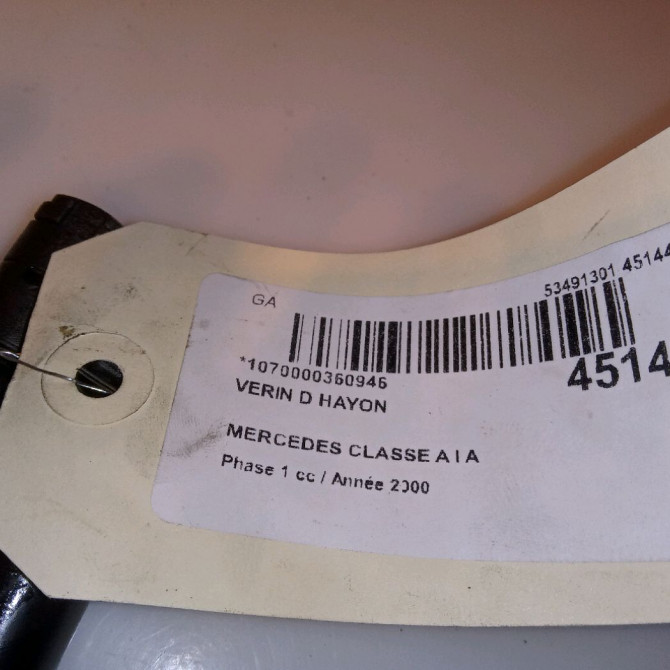 GA
53491301 45144
*1070000360946
4514
VERIN D HAYON
MERCEDES CLASSE A I A
Phase 1 cc / Année 2000